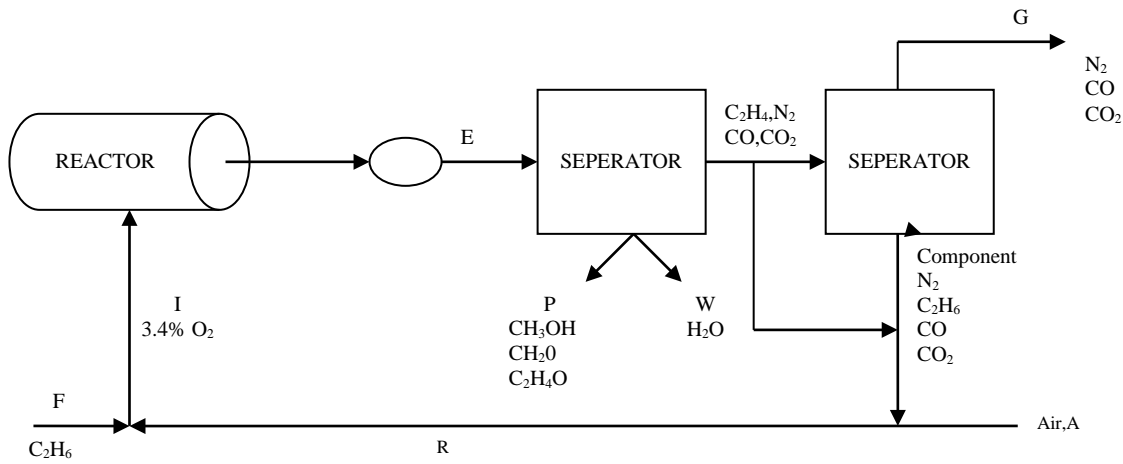 G
N₂
CO
CO₂
C₂H₄,N₂
CO,CO₂
E
REACTOR
SEPERATOR
SEPERATOR
Component
N₂
C₂H₆
CO
CO₂
I
3.4% O₂
P
CH₃OH
CH₂0
C₂H₄O
W
H₂O
F
C₂H₆
R
Air,A